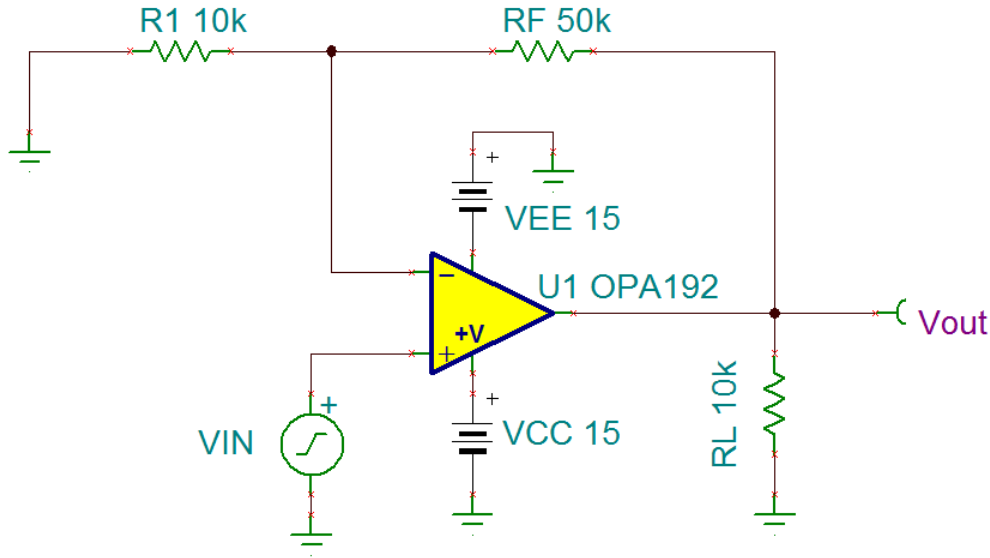 R1 10k
RF 50k
+
VEE 15
−
U1 OPA192
+V
+
Vout
+
+
VIN
VCC 15
RL 10k